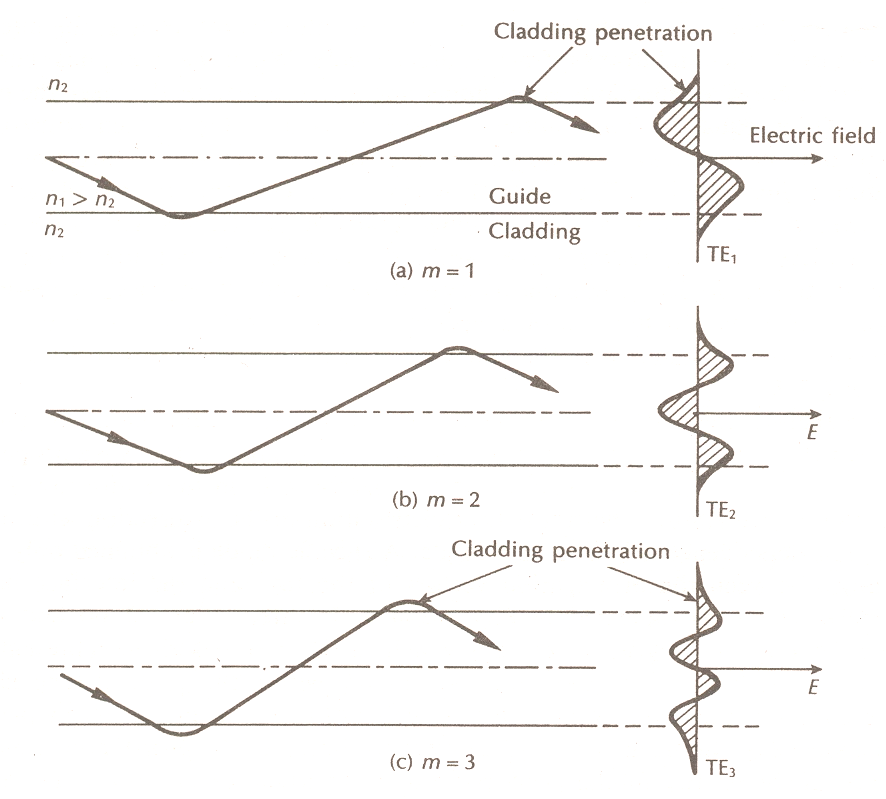 Cladding penetration
n₂
Electric field
n₁ > n₂
Guide
n₂
Cladding
TE₁
(a) m = 1
E
(b) m = 2
TE₂
Cladding penetration
E
(c) m = 3
TE₃